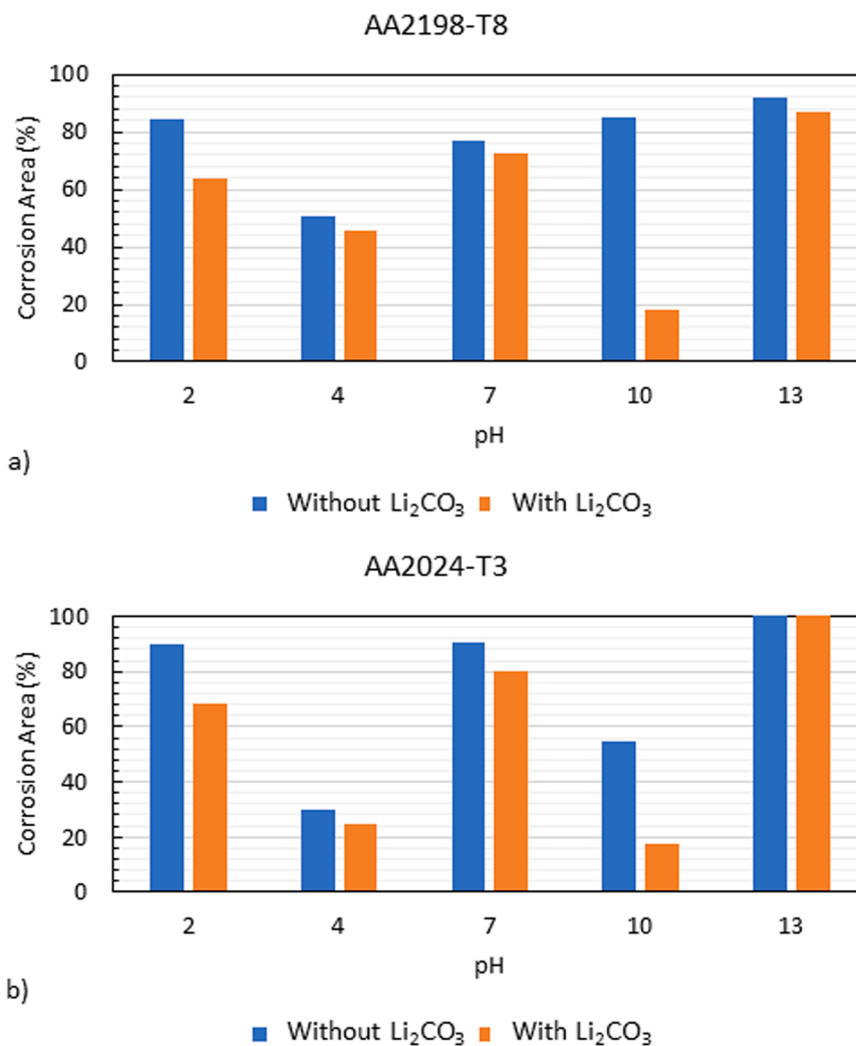 AA2198-T8
100
80
60
40
20
0
Corrosion Area (%)
2 4 7 10 13
pH
a)
Without Li₂CO₃ With Li₂CO₃
AA2024-T3
100
80
60
40
20
0
Corrosion Area (%)
2 4 7 10 13
pH
b)
Without Li₂CO₃ With Li₂CO₃